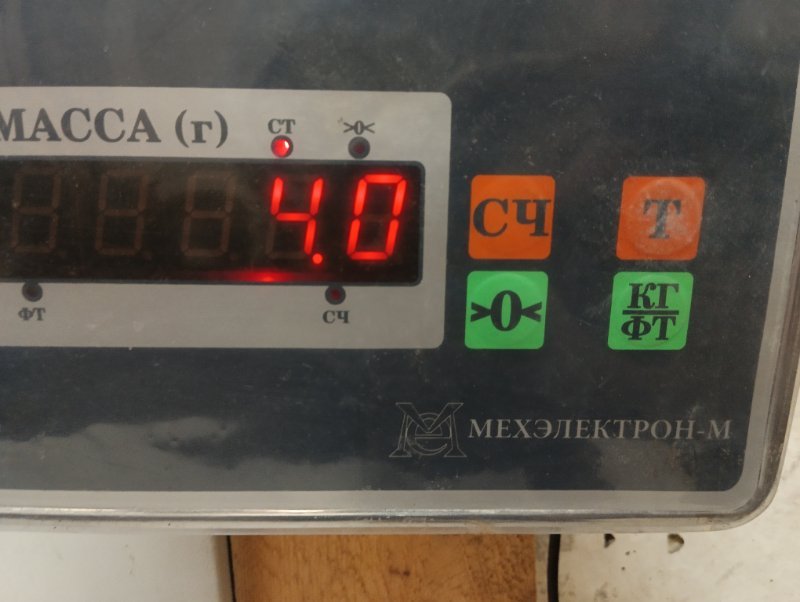 МАССА (г)
СТ >0<
4.0
ФТ СЧ
СЧ Т
>0< КГ
ФТ
МЕХЭЛЕКТРОН-М